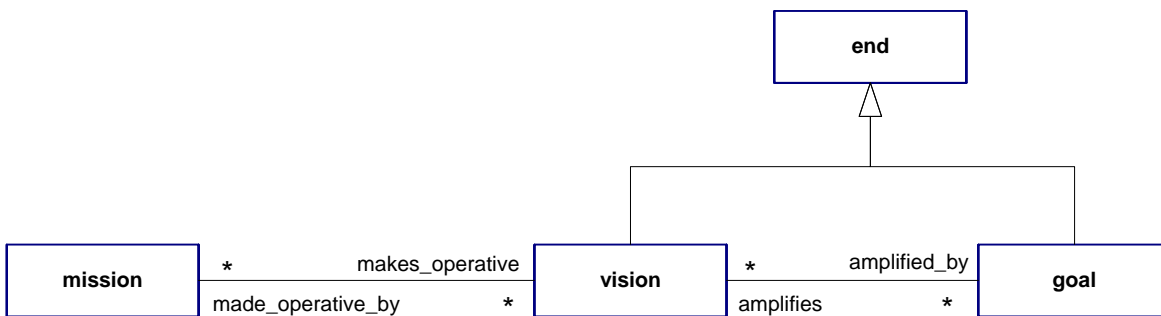 end
* makes_operative * amplified_by
mission vision goal
made_operative_by * amplifies *